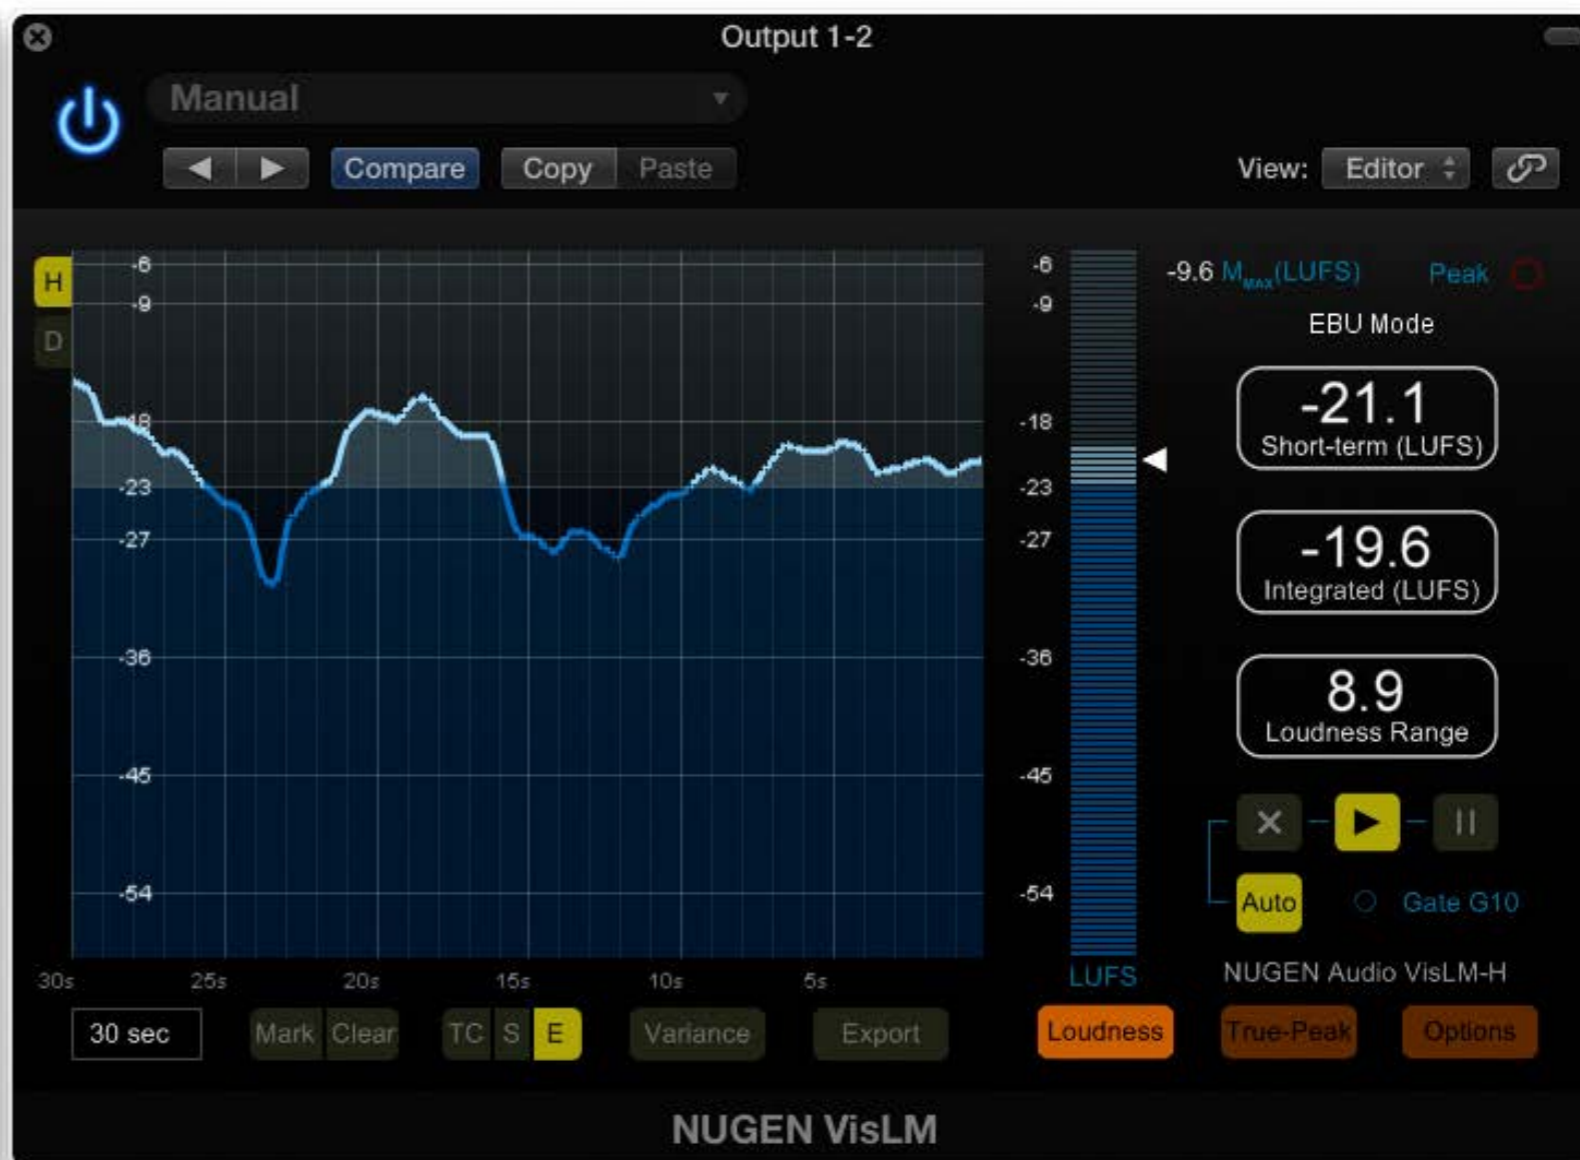 Output 1-2
Manual
Compare Copy Paste View: Editor
H
D
-6
-9
-18
-23
-27
-36
-45
-54
30s 25s 20s 15s 10s 5s
-6
-9
-18
-23
-27
-36
-45
-54
LUFS
-9.6 MMAX(LUFS) Peak
EBU Mode
-21.1
Short-term (LUFS)
-19.6
Integrated (LUFS)
8.9
Loudness Range
Auto Gate G10
NUGEN Audio VisLM-H
30 sec Mark Clear TC S E Variance Export Loudness True-Peak Options
NUGEN VisLM